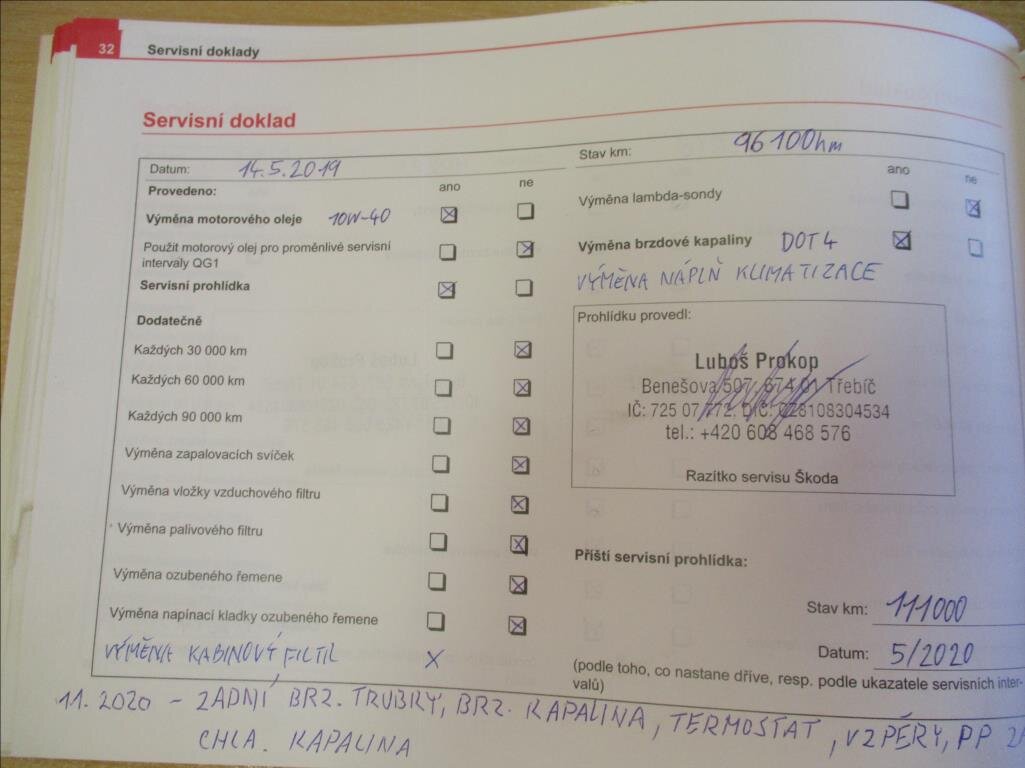 32 Servisní doklady
Servisní doklad
Datum: 14.5.2019
Provedeno: ano ne
Výměna motorového oleje 10W-40
Použit motorový olej pro proměnlivé servisní
intervaly QG1
Servisní prohlídka
Dodatečně
Každých 30 000 km
Každých 60 000 km
Každých 90 000 km
Výměna zapalovacích svíček
Výměna vložky vzduchového filtru
Výměna palivového filtru
Výměna ozubeného řemene
Výměna napínací kladky ozubeného řemene
VÝMĚNA KABINOVÝ FILTIL X
Stav km: 96 100km
ano ne
Výměna lambda-sondy
Výměna brzdové kapaliny DOT4
VÝMĚNA NÁPLŇ KLIMATIZACE
Prohlídku provedl:
Luboš Prokop
Benešova 507, 674 01 Třebíč
IČ: 725 07 772. DIČ: CZ8108304534
tel.: +420 608 468 576
Razítko servisu Škoda
Příští servisní prohlídka:
Stav km: 111000
Datum: 5/2020
(podle toho, co nastane dříve, resp. podle ukazatele servisních inter-
valů)
11.2020 - ZADNÍ BRZ. TRUBKY, BRZ. KAPALINA, TERMOSTAT, VZPĚRY, PP
CHLA. KAPALINA